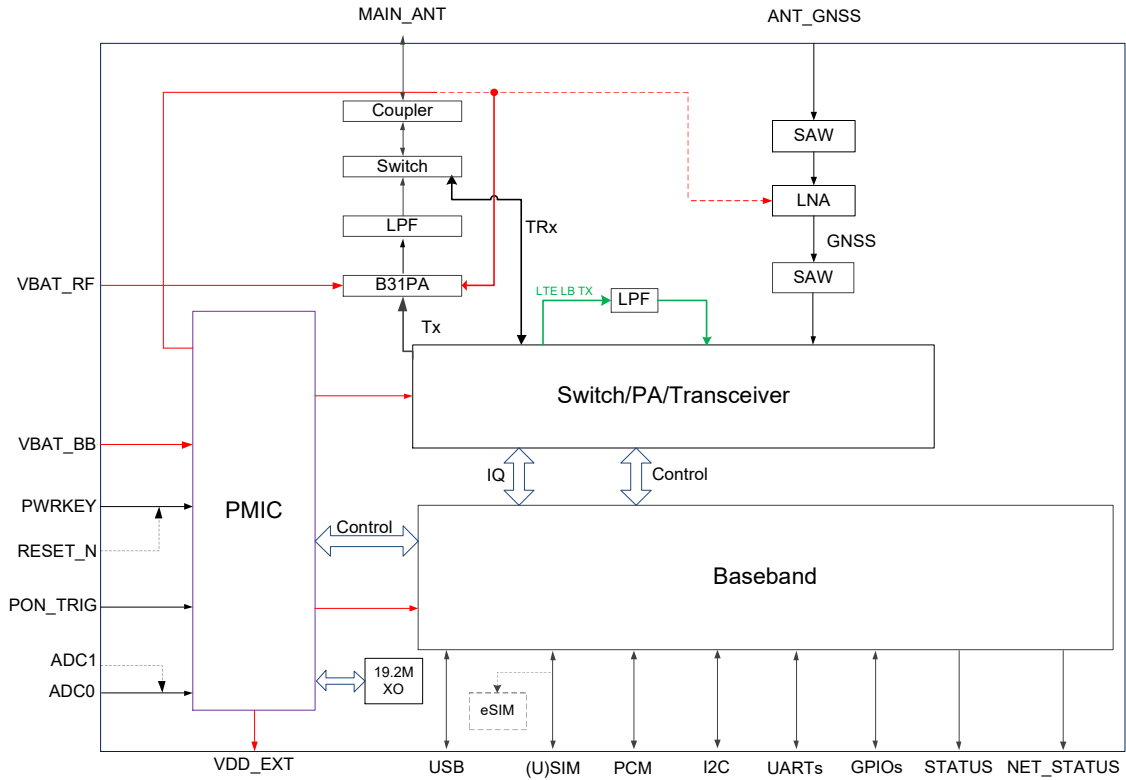 MAIN_ANT
ANT_GNSS
Coupler
SAW
Switch
LNA
TRx
LPF
GNSS
VBAT_RF
B31PA
SAW
LTE LB TX
LPF
Tx
Switch/PA/Transceiver
VBAT_BB
IQ
Control
PWRKEY
PMIC
Control
RESET_N
Baseband
PON_TRIG
ADC1
19.2M
XO
ADC0
eSIM
VDD_EXT
USB
(U)SIM
PCM
I2C
UARTs
GPIOs
STATUS
NET_STATUS